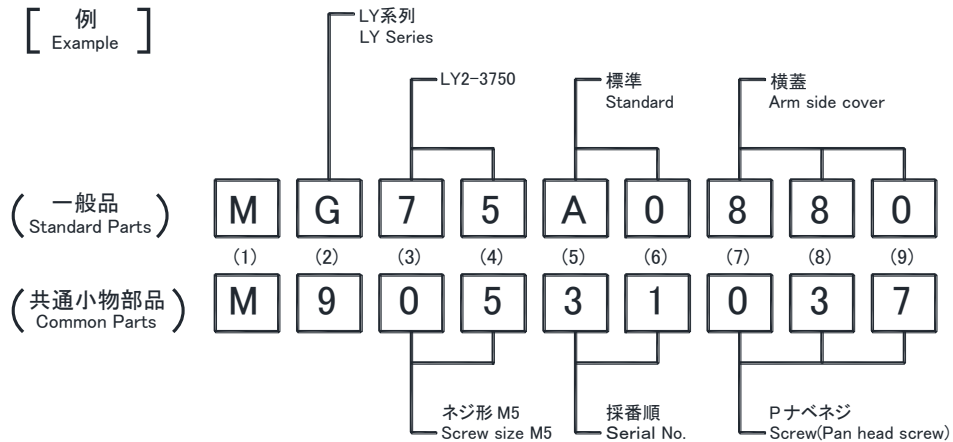 例
Example
LY系列
LY Series
LY2-3750
標準
Standard
横蓋
Arm side cover
一般品
Standard Parts
M G 7 5 A 0 8 8 0
(1) (2) (3) (4) (5) (6) (7) (8) (9)
共通小物部品
Common Parts
M 9 0 5 3 1 0 3 7
ネジ形 M5
Screw size M5
採番順
Serial No.
Pナベネジ
Screw(Pan head screw)